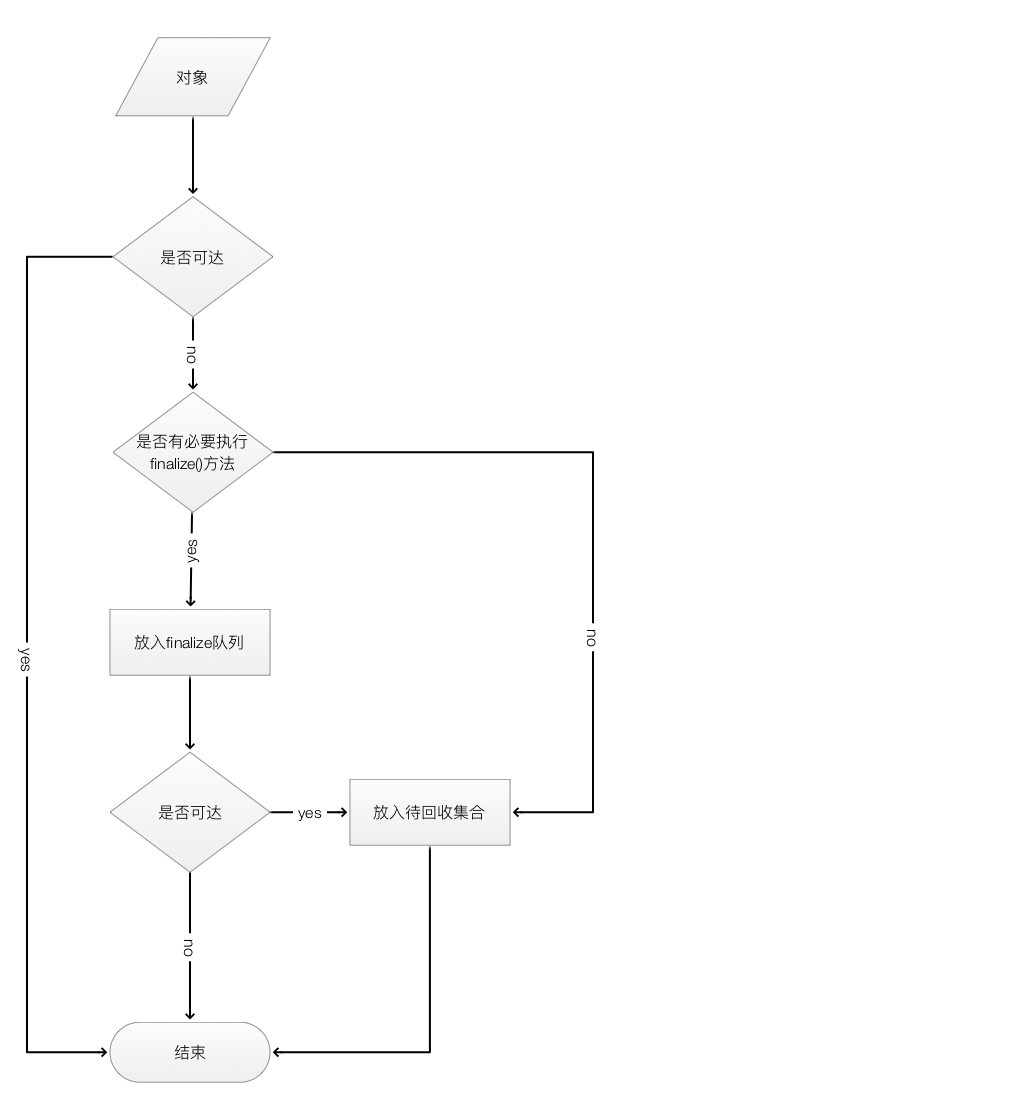 对象
是否可达
no
是否有必要执行
finalize()方法
yes
放入finalize队列
no
yes
是否可达
yes
放入待回收集合
no
结束